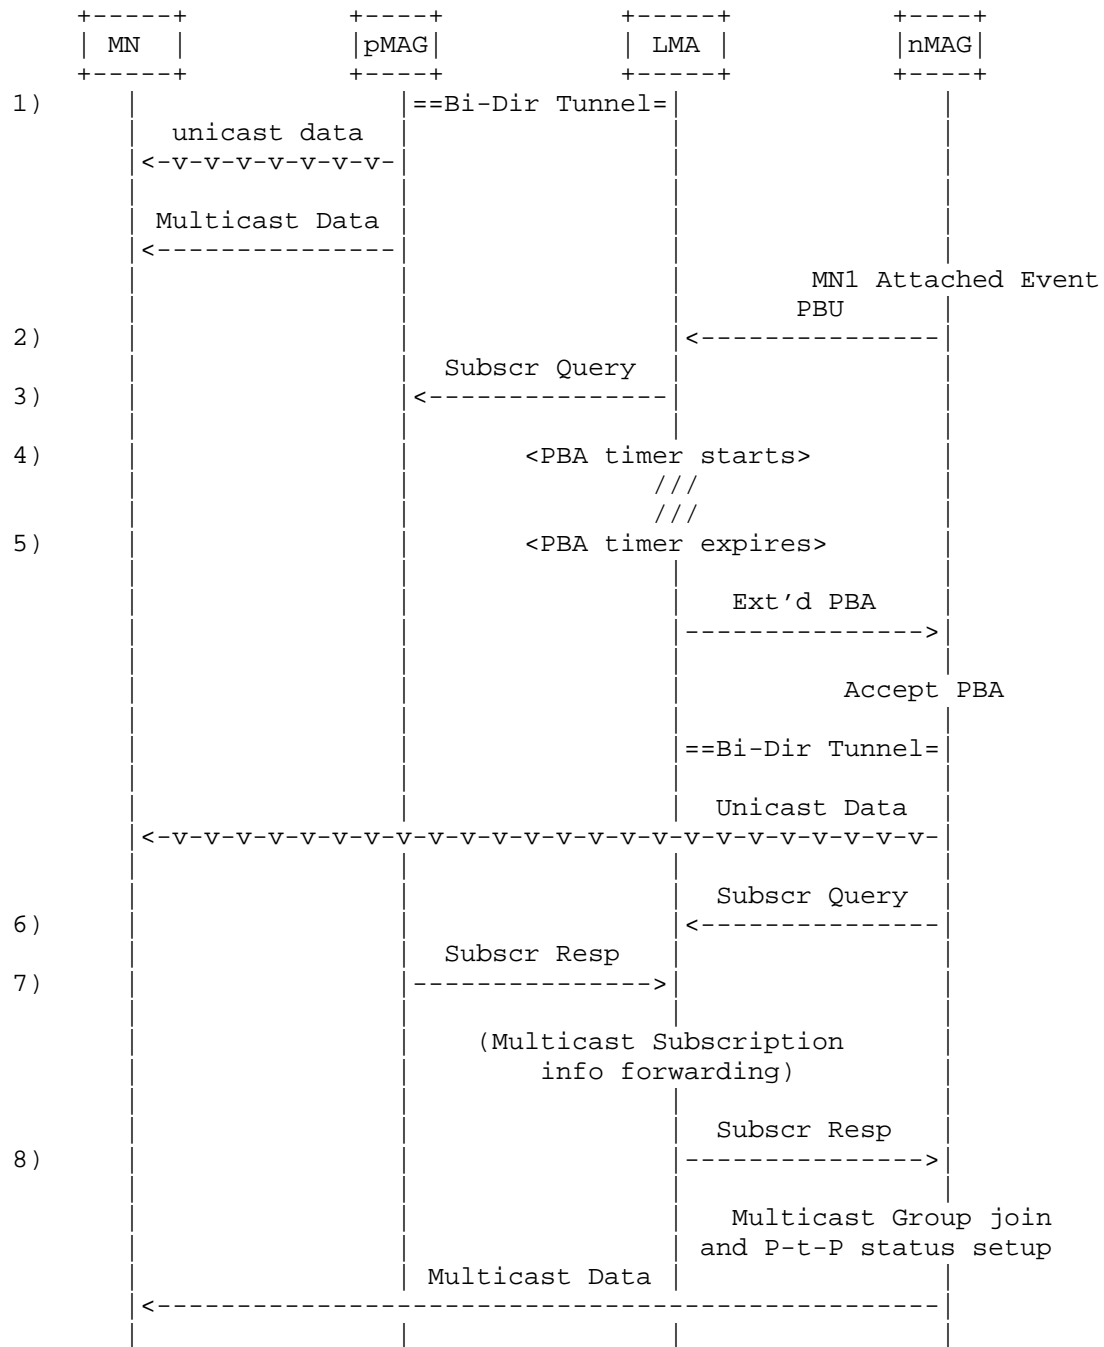 MN pMAG LMA nMAG
1) ==Bi-Dir Tunnel=
unicast data
<-v-v-v-v-v-v-v-
Multicast Data
<---------------
MN1 Attached Event
PBU
2) <---------------
Subscr Query
3) <---------------
4) <PBA timer starts>
///
///
5) <PBA timer expires>
Ext'd PBA
--------------->
Accept PBA
==Bi-Dir Tunnel=
Unicast Data
<-v-v-v-v-v-v-v-v-v-v-v-v-v-v-v-v-v-v-v-v-v-v-v-v-
Subscr Query
6) <---------------
Subscr Resp
7) --------------->
(Multicast Subscription
info forwarding)
Subscr Resp
8) --------------->
Multicast Group join
and P-t-P status setup
Multicast Data
<-------------------------------------------------